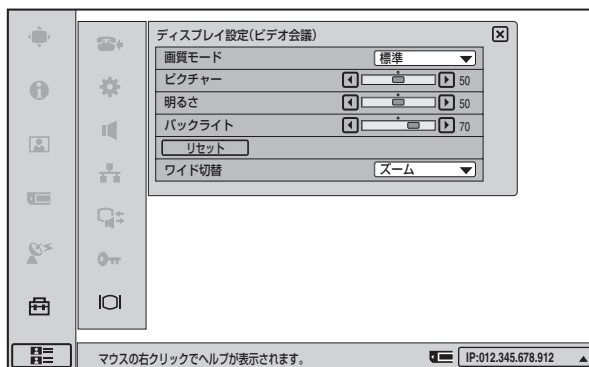 ディスプレイ設定(ビデオ会議)
画質モード 標準
ピクチャー 50
明るさ 50
バックライト 70
リセット
ワイド切替 ズーム
マウスの右クリックでヘルプが表示されます。 IP:012.345.678.912